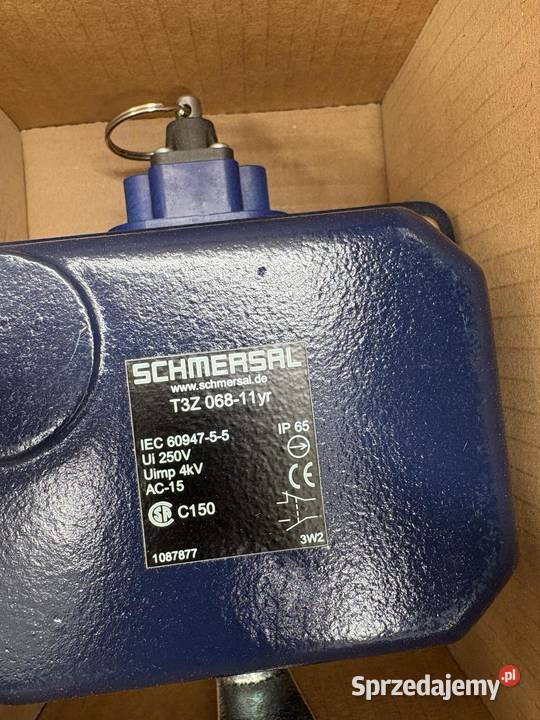 SCHMERSAL
www.schmersal.de
T3Z 068-11yr
IEC 60947-5-5
IP 65
Ui 250V
Uimp 4kV
AC-15
CE
SA C150
1087877
3W2
Sprzedajemy.pl